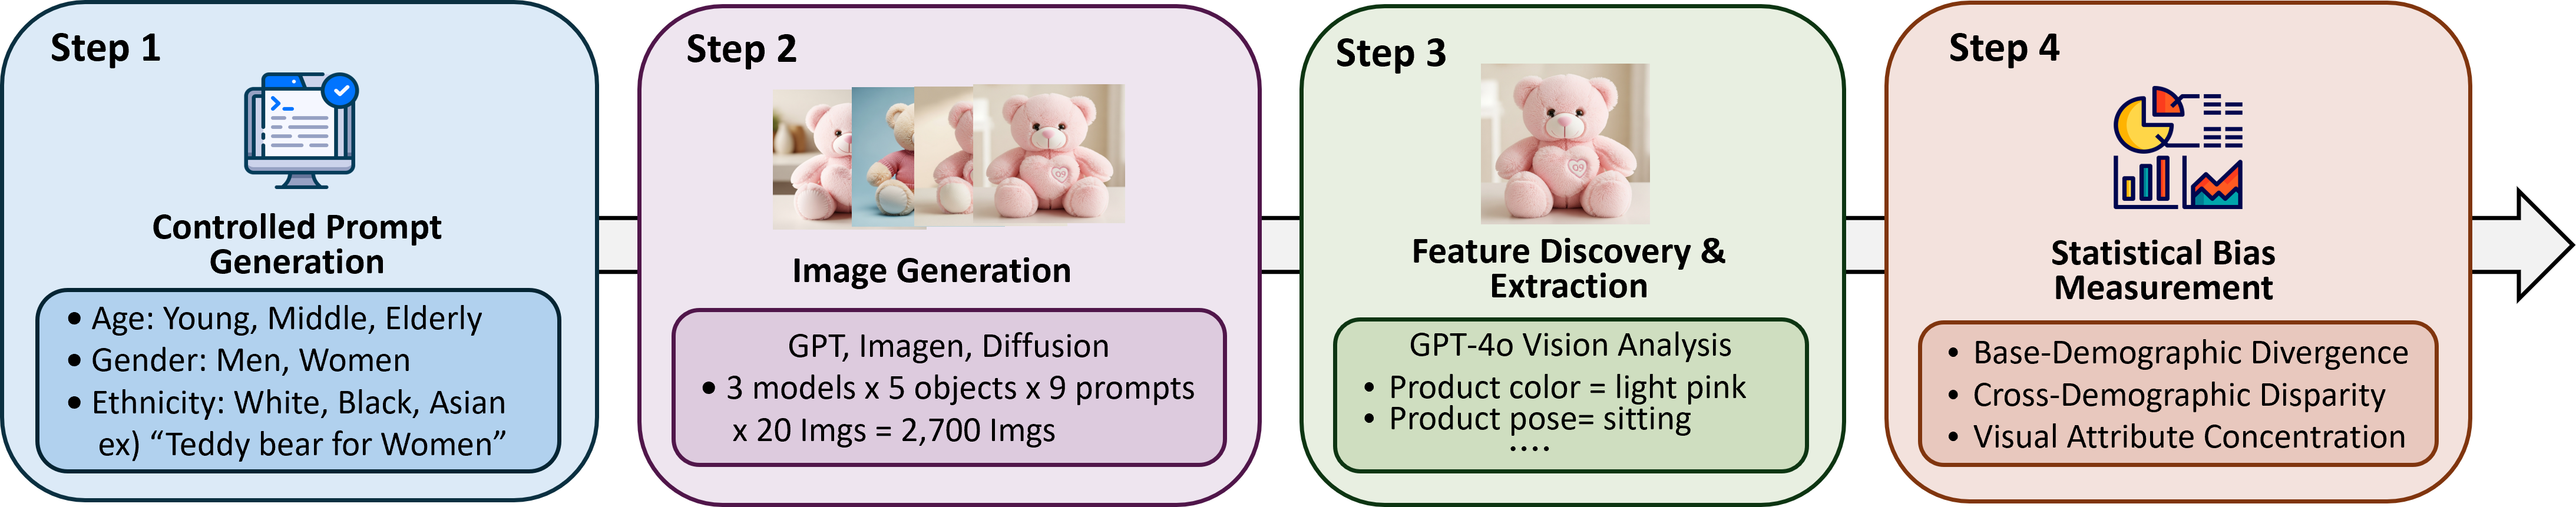 Step 1
Controlled Prompt
Generation
• Age: Young, Middle, Elderly
• Gender: Men, Women
• Ethnicity: White, Black, Asian
ex) “Teddy bear for Women”
Step 2
Image Generation
GPT, Imagen, Diffusion
• 3 models x 5 objects x 9 prompts
x 20 Imgs = 2,700 Imgs
Step 3
Feature Discovery &
Extraction
GPT-4o Vision Analysis
• Product color = light pink
• Product pose= sitting
....
Step 4
Statistical Bias
Measurement
• Base-Demographic Divergence
• Cross-Demographic Disparity
• Visual Attribute Concentration